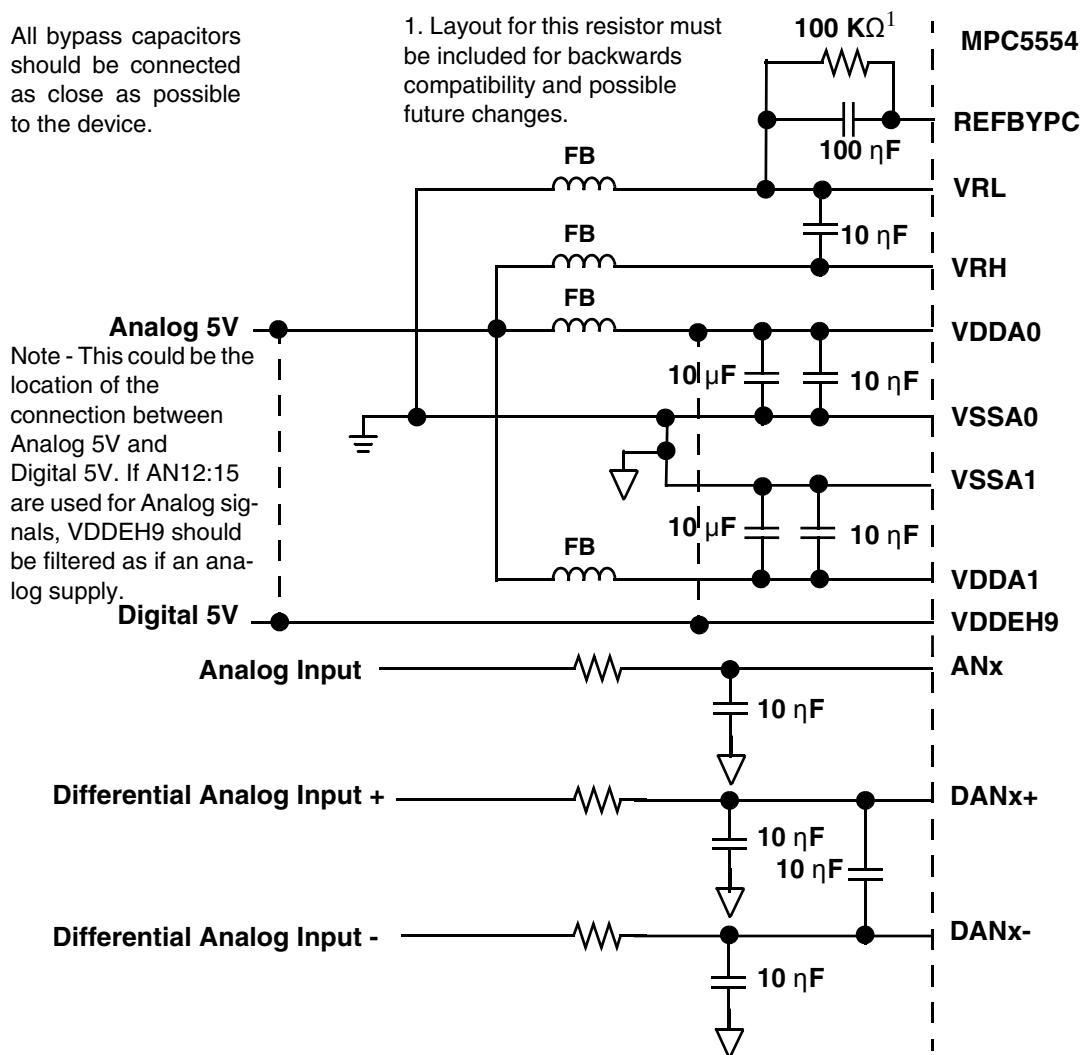 All bypass capacitors
should be connected
as close as possible
to the device.
1. Layout for this resistor must
be included for backwards
compatibility and possible
future changes.
100 KΩ¹
MPC5554
REFBYPC
100 ηF
FB
VRL
10 ηF
FB
VRH
FB
Analog 5V
VDDA0
Note - This could be the
location of the
connection between
Analog 5V and
Digital 5V. If AN12:15
are used for Analog sig-
nals, VDDEH9 should
be filtered as if an ana-
log supply.
10 μF
10 ηF
VSSA0
VSSA1
10 μF
10 ηF
FB
VDDA1
Digital 5V
VDDEH9
Analog Input
ANx
10 ηF
Differential Analog Input +
DANx+
10 ηF
10 ηF
Differential Analog Input -
DANx-
10 ηF